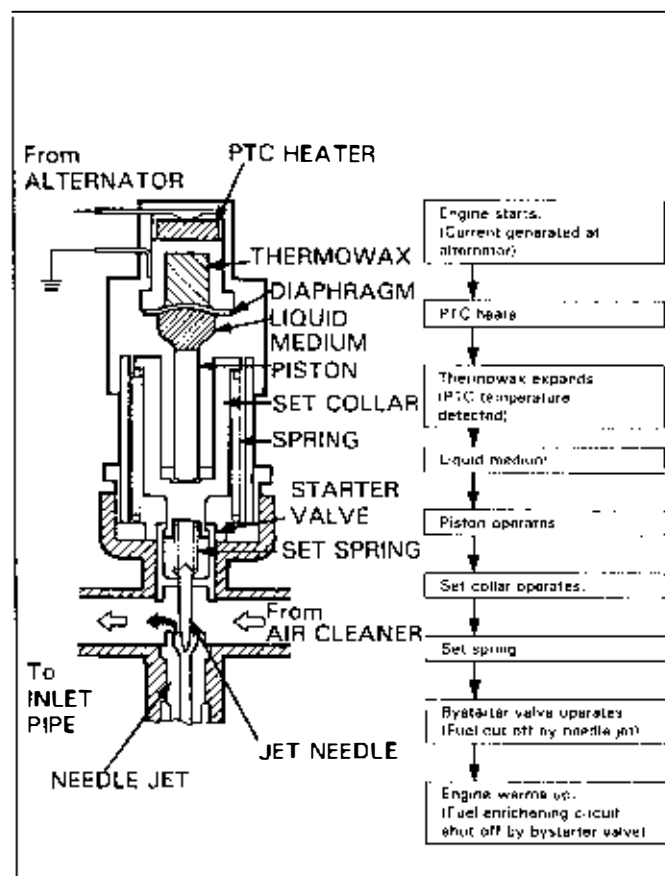 From
ALTERNATOR
PTC HEATER
THERMOWAX
DIAPHRAGM
LIQUID
MEDIUM
PISTON
SET COLLAR
SPRING
STARTER
VALVE
SET SPRING
From
AIR CLEANER
To
INLET
PIPE
JET NEEDLE
NEEDLE JET
Engine starts.
(Current generated at
alternator)
PTC heats
Thermowax expands
(PTC temperature
detected)
Liquid medium
Piston operates
Set collar operates.
Set spring
Bystarter valve operates
(Fuel cut off by needle jet)
Engine warms up.
(Fuel enrichening circuit
shut off by bystarter valve)